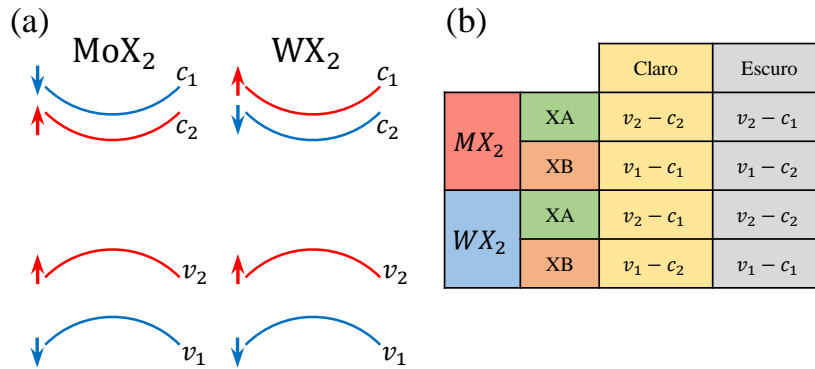 (a)
MoX₂
WX₂
c₁
c₂
c₁
c₂
v₂
v₁
v₂
v₁
(b)
Claro Escuro
MX₂ XA v₂ − c₂ v₂ − c₁
XB v₁ − c₁ v₁ − c₂
WX₂ XA v₂ − c₁ v₂ − c₂
XB v₁ − c₂ v₁ − c₁